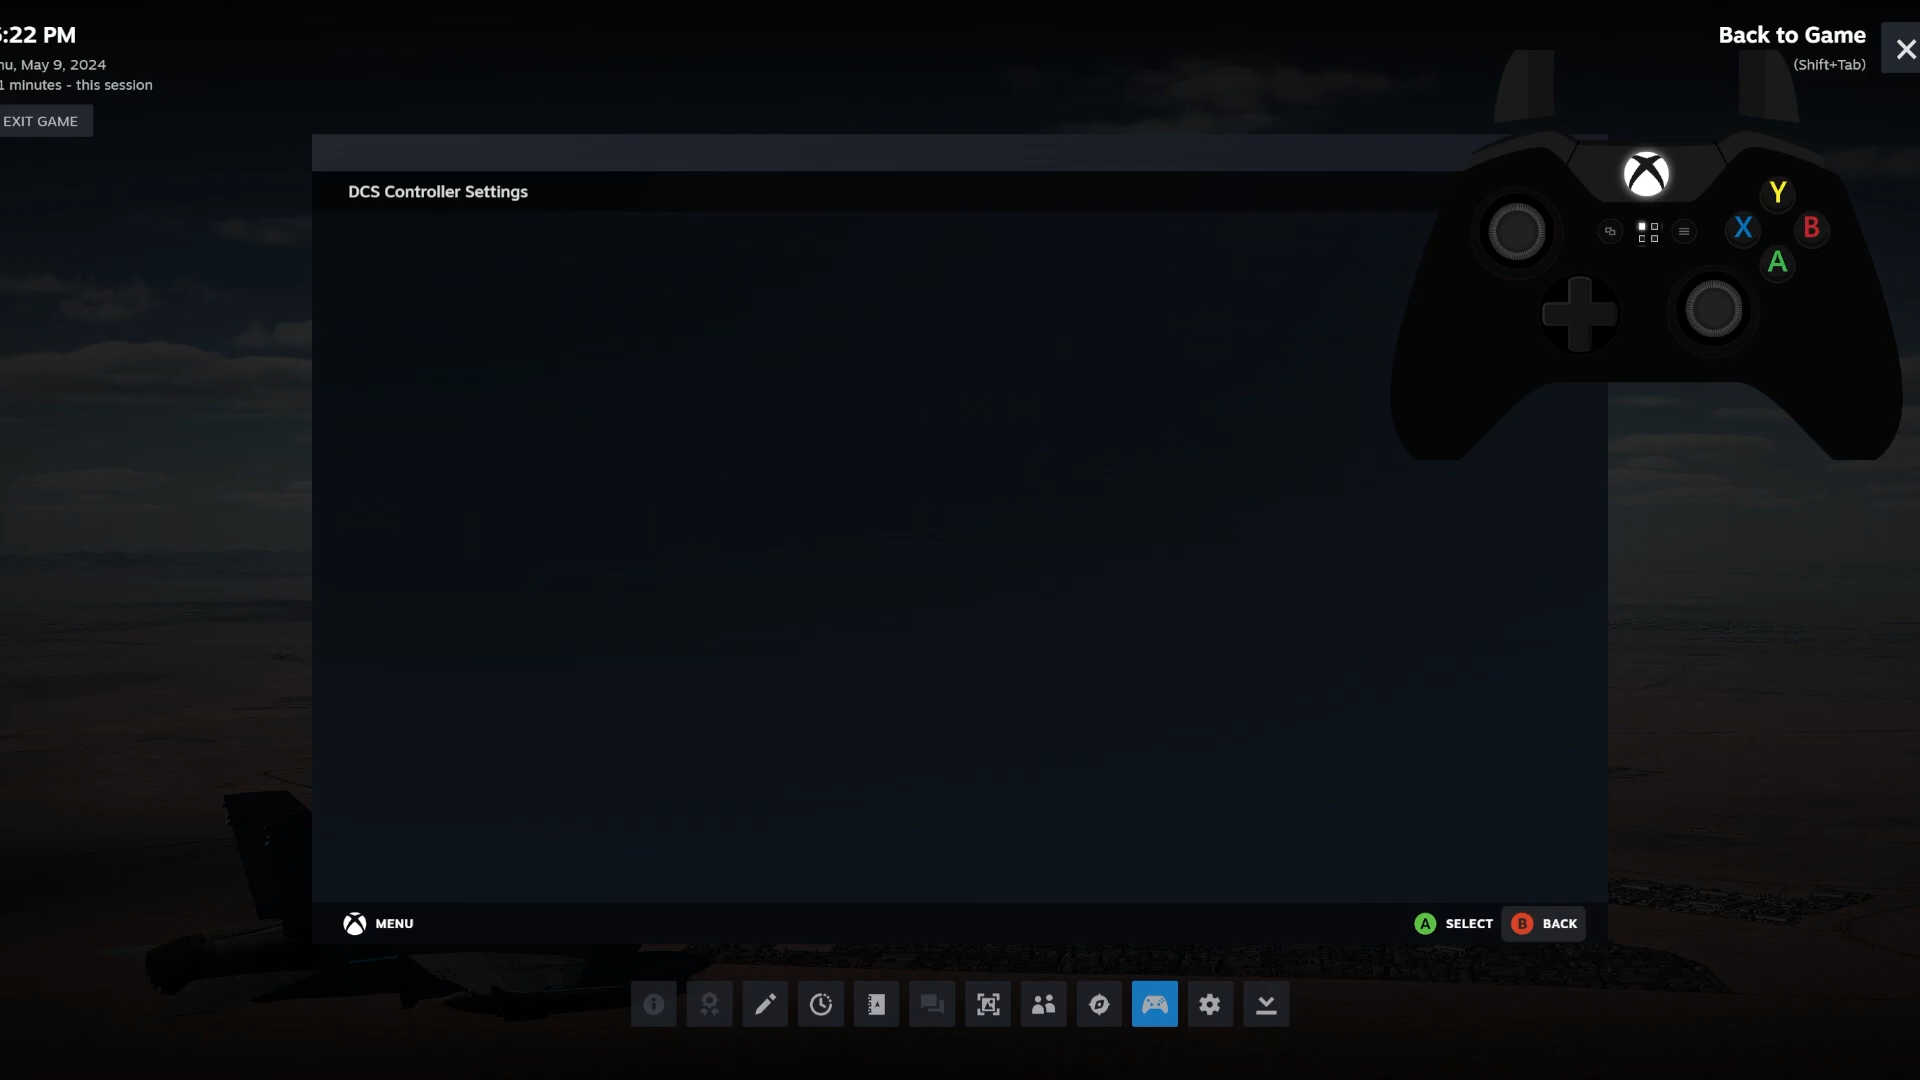 :22 PM
Back to Game
(Shift+Tab)
nu, May 9, 2024
1 minutes - this session
EXIT GAME
DCS Controller Settings
Y
X
B
A
MENU
A SELECT
B BACK